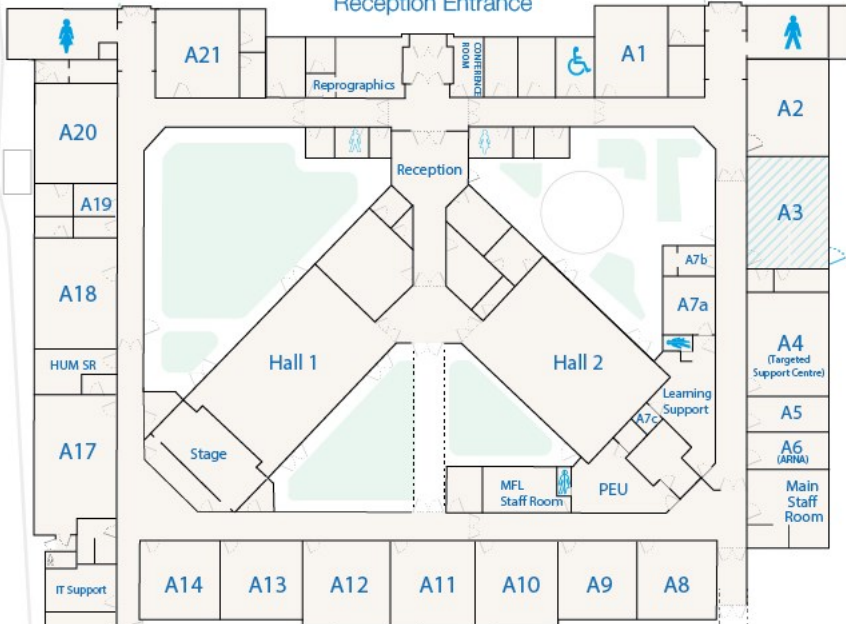 Reception Entrance
A21
Reprographics
CONFERENCE
ROOM
A1
A20
A2
Reception
A19
A3
A18
A7b
A7a
Hall 1
Hall 2
A4
(Targeted
Support Centre)
HUM SR
Learning
Support
A7c
A5
A17
Stage
A6
(ARNA)
MFL
Staff Room
PEU
Main
Staff
Room
IT Support
A14
A13
A12
A11
A10
A9
A8